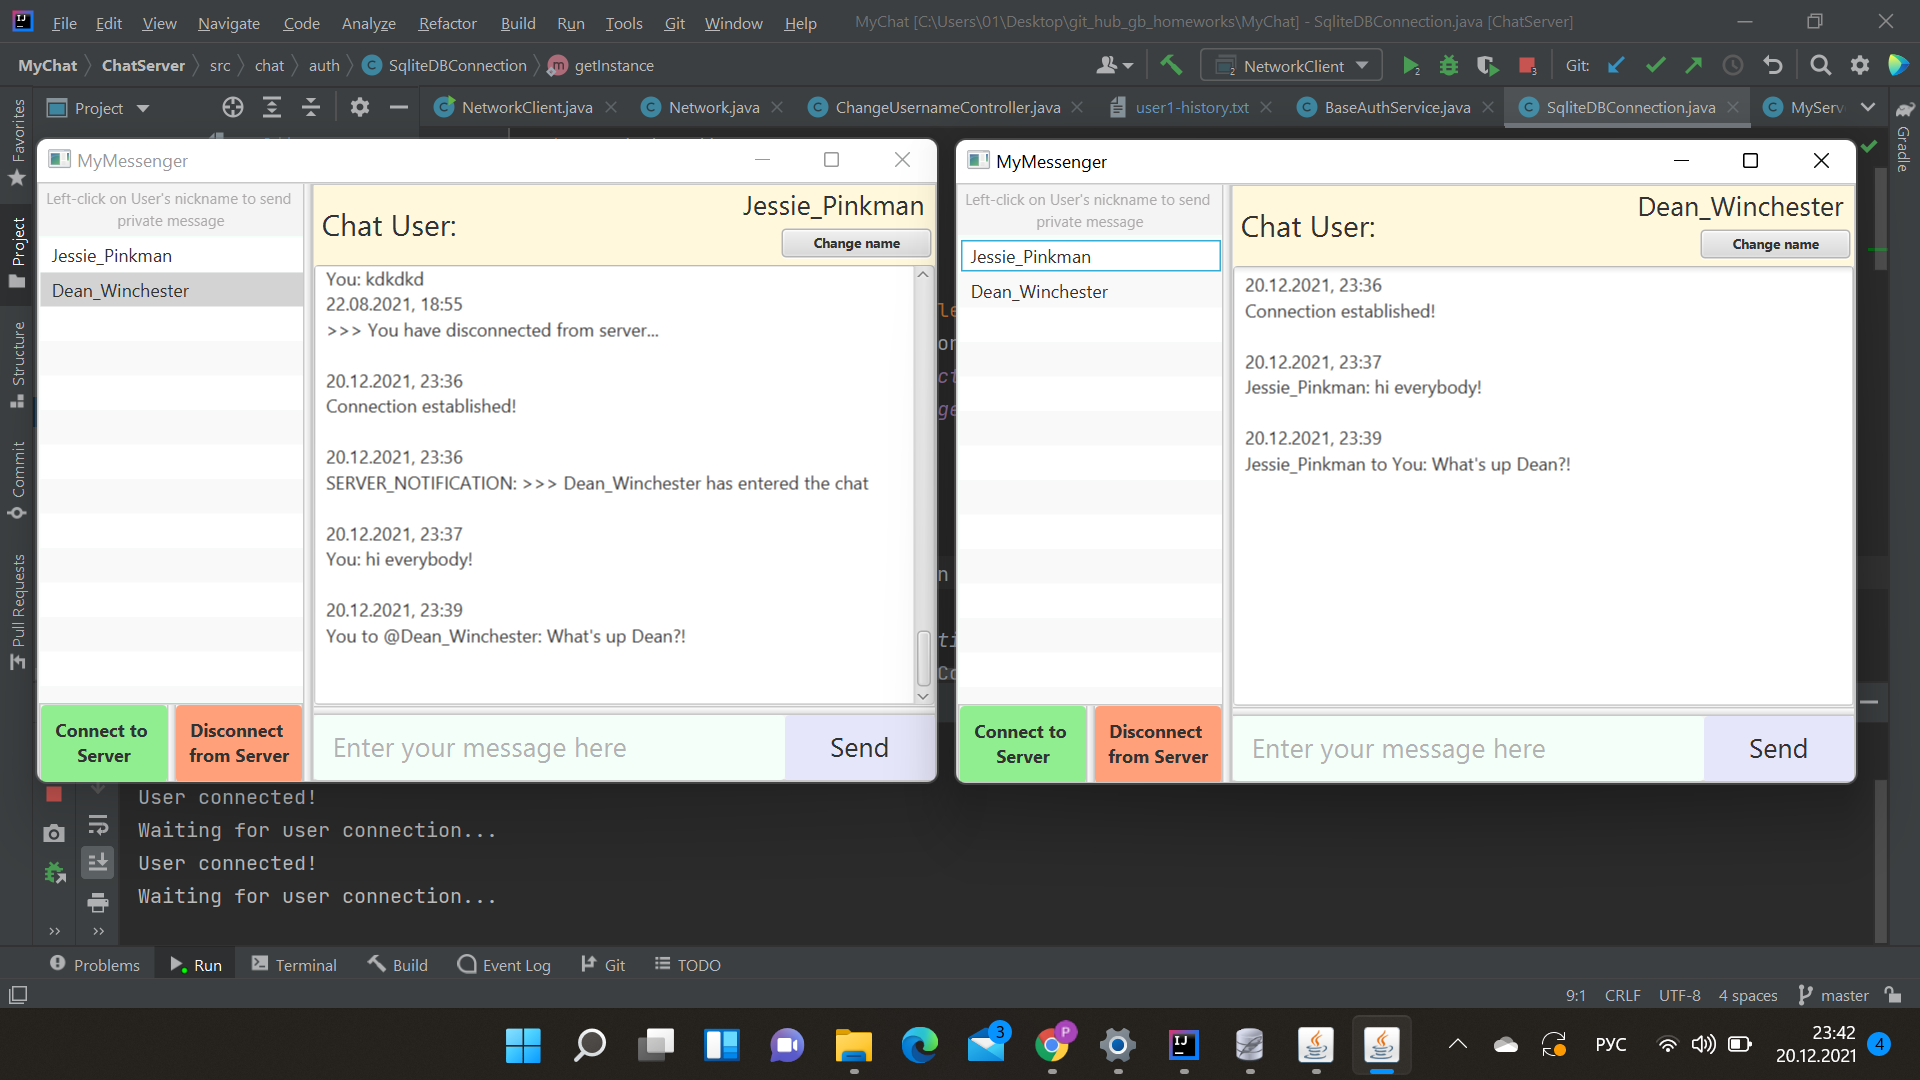 File Edit View Navigate Code Analyze Refactor Build Run Tools Git Window Help MyChat [C:\Users\01\Desktop\git_hub_gb_homeworks\MyChat] - SqliteDBConnection.java [ChatServer]
MyChat ChatServer src chat auth SqliteDBConnection getInstance NetworkClient Git:
Project NetworkClient.java Network.java ChangeUsernameController.java user1-history.txt BaseAuthService.java SqliteDBConnection.java MyServ
Favorites
Project
Structure
Commit
Pull Requests
Gradle
MyMessenger
Left-click on User's nickname to send
private message
Jessie_Pinkman
Dean_Winchester
Chat User:
Jessie_Pinkman
Change name
You: kdkdkd
22.08.2021, 18:55
>>> You have disconnected from server...
20.12.2021, 23:36
Connection established!
20.12.2021, 23:36
SERVER_NOTIFICATION: >>> Dean_Winchester has entered the chat
20.12.2021, 23:37
You: hi everybody!
20.12.2021, 23:39
You to @Dean_Winchester: What's up Dean?!
Connect to
Server
Disconnect
from Server
Enter your message here
Send
MyMessenger
Left-click on User's nickname to send
private message
Jessie_Pinkman
Dean_Winchester
Chat User:
Dean_Winchester
Change name
20.12.2021, 23:36
Connection established!
20.12.2021, 23:37
Jessie_Pinkman: hi everybody!
20.12.2021, 23:39
Jessie_Pinkman to You: What's up Dean?!
Connect to
Server
Disconnect
from Server
Enter your message here
Send
User connected!
Waiting for user connection...
User connected!
Waiting for user connection...
Problems Run Terminal Build Event Log Git TODO
9:1 CRLF UTF-8 4 spaces master
3
P
РУС
23:42
20.12.2021
4